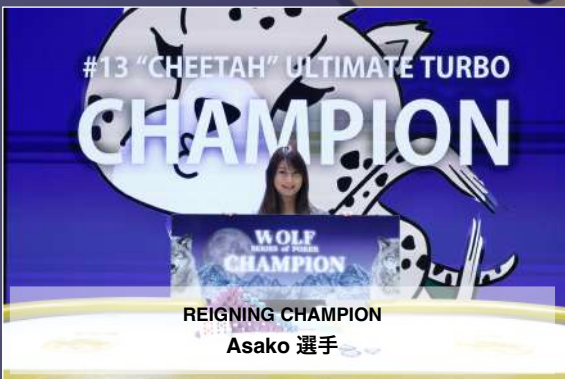 #13 “CHEETAH” ULTIMATE TURBO
CHAMPION
WOLF
SERIES of POKER
CHAMPION
REIGNING CHAMPION
Asako 選手